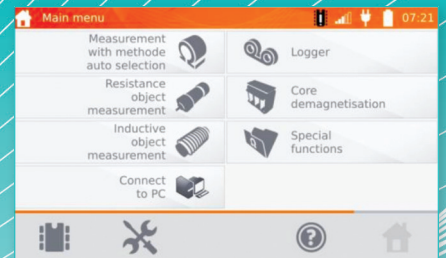 Main menu
07:21
Measurement
with methode
auto selection
Logger
Resistance
object
measurement
Core
demagnetisation
Inductive
object
measurement
Special
functions
Connect
to PC